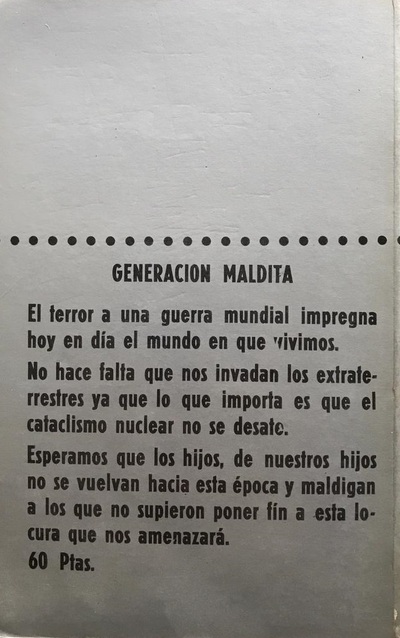 GENERACION MALDITA
El terror a una guerra mundial impregna
hoy en día el mundo en que vivimos.
No hace falta que nos invadan los extrate-
rrestres ya que lo que importa es que el
cataclismo nuclear no se desate.
Esperamos que los hijos, de nuestros hijos
no se vuelvan hacia esta época y maldigan
a los que no supieron poner fín a esta lo-
cura que nos amenazará.
60 Ptas.